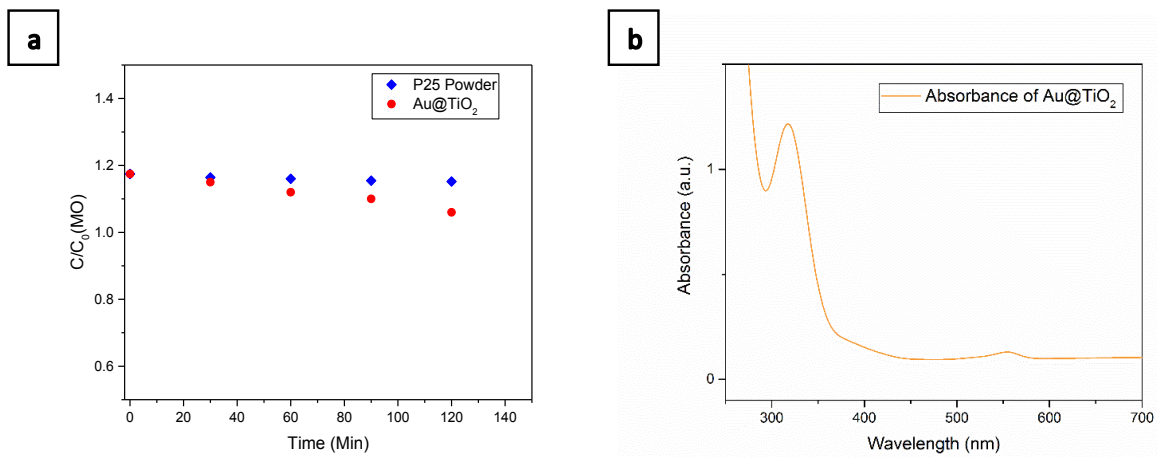 a
P25 Powder
Au@TiO₂
1.4
1.2
1.0
0.8
0.6
C/C₀(MO)
0 20 40 60 80 100 120 140
Time (Min)
b
Absorbance of Au@TiO₂
1
0
Absorbance (a.u.)
300 400 500 600 700
Wavelength (nm)